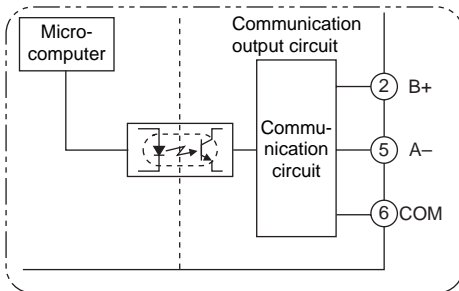 Micro-
computer
Communication
output circuit
Commu-
nication
circuit
2 B+
5 A−
6 COM